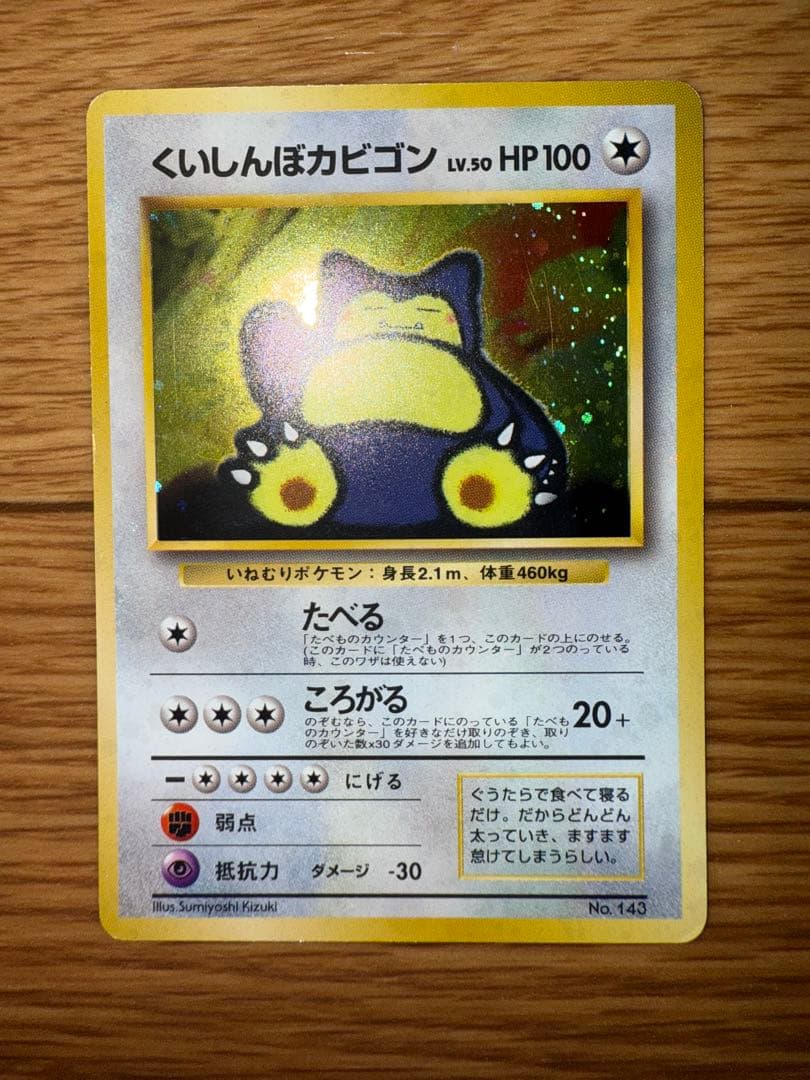 くいしんぼカビゴン LV.50 HP100
いねむりポケモン：身長2.1m、体重460kg
たべる
「たべものカウンター」を1つ、このカードの上にのせる。
(このカードに「たべものカウンター」が2つのっている
時、このワザは使えない)
ころがる
のぞむなら、このカードにのっている「たべも
のカウンター」を好きなだけ取りのぞき、取り
のぞいた数x30ダメージを追加してもよい。
20+
にげる
弱点
抵抗力 ダメージ -30
ぐうたらで食べて寝る
だけ。だからどんどん
太っていき、ますます
怠けてしまうらしい。
Illus.Sumiyoshi Kizuki
No. 143